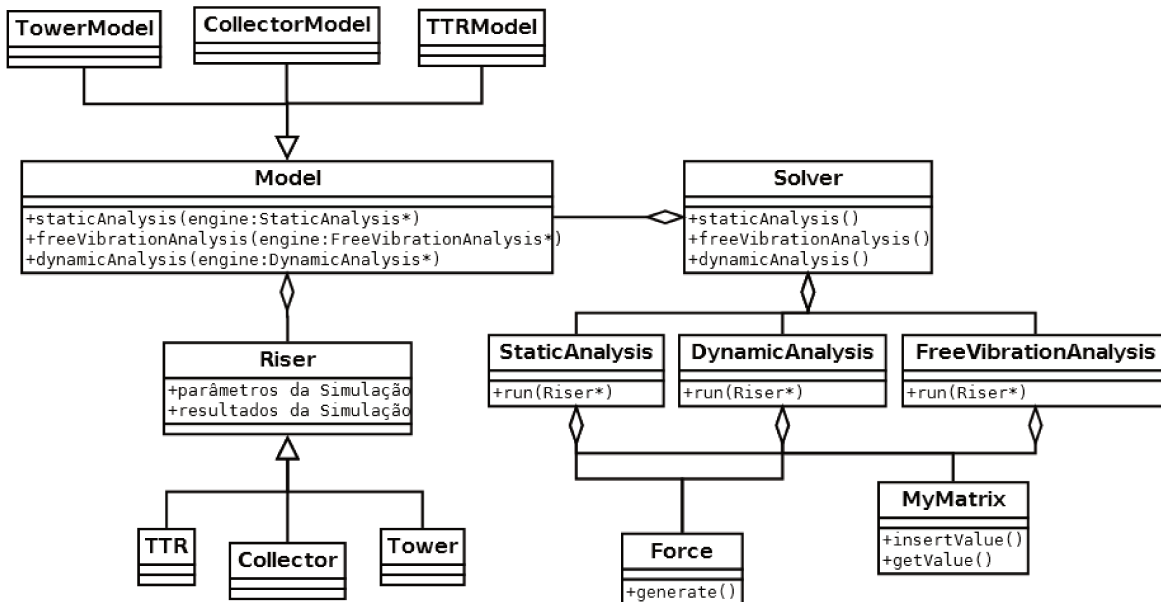 TowerModel
CollectorModel
TTRModel
Model
+staticAnalysis(engine:StaticAnalysis*)
+freeVibrationAnalysis(engine:FreeVibrationAnalysis*)
+dynamicAnalysis(engine:DynamicAnalysis*)
Solver
+staticAnalysis()
+freeVibrationAnalysis()
+dynamicAnalysis()
Riser
+parâmetros da Simulação
+resultados da Simulação
StaticAnalysis
+run(Riser*)
DynamicAnalysis
+run(Riser*)
FreeVibrationAnalysis
+run(Riser*)
TTR
Collector
Tower
Force
+generate()
MyMatrix
+insertValue()
+getValue()